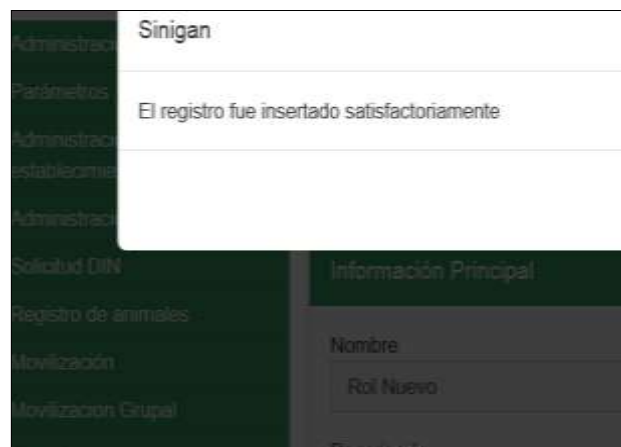 Sinigan
El registro fue insertado satisfactoriamente
Parámetros
Solicitud DIN
Registro de animales
Movilización
Movilizacion Grupal
Información Principal
Nombre
Rol Nuevo